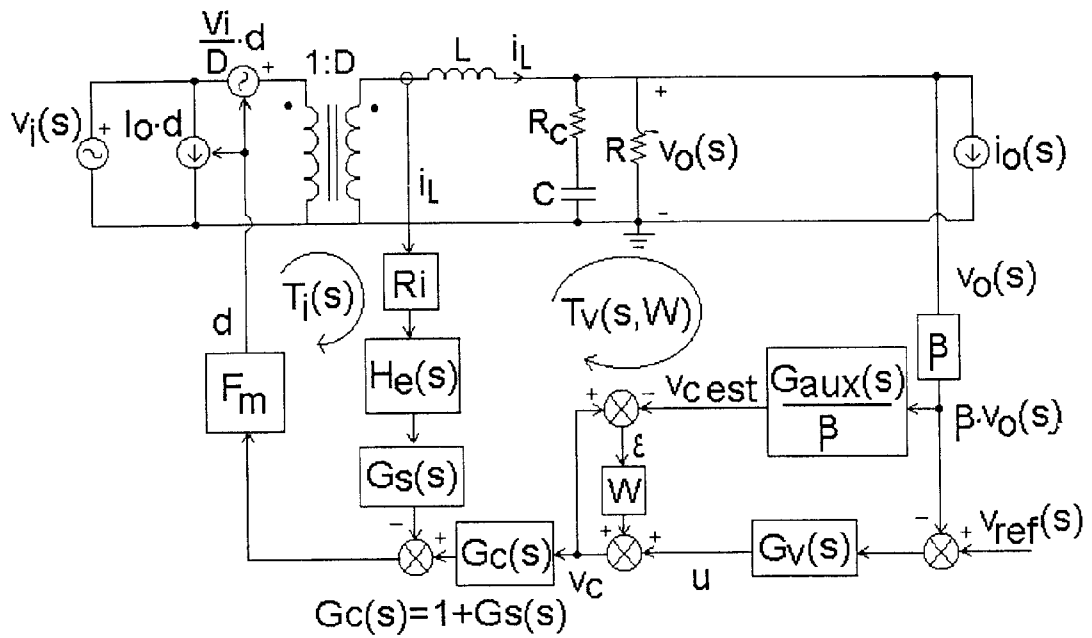 Vi
D
·d
+
1:D
L
iL
vi(s)
+
Io·d
Rc
C
R
+
vo(s)
-
io(s)
iL
Ri
Ti(s)
Tv(s,W)
vo(s)
d
Fm
He(s)
β
+
-
vc est
Gaux(s)
β
β·vo(s)
ε
Gs(s)
W
-
+
Gc(s)
vc
+
+
u
Gv(s)
-
+
vref(s)
Gc(s)=1+Gs(s)